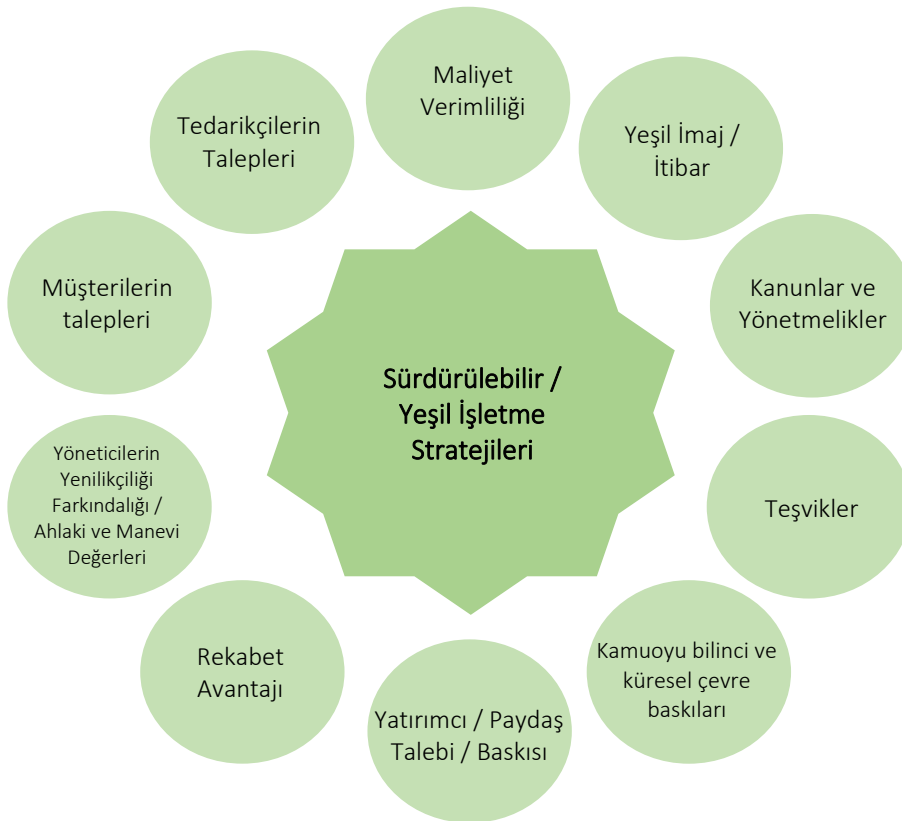 Maliyet
Verimliliği
Yeşil İmaj /
İtibar
Kanunlar ve
Yönetmelikler
Teşvikler
Kamuoyu bilinci ve
küresel çevre
baskıları
Yatırımcı / Paydaş
Talebi / Baskısı
Rekabet
Avantajı
Yöneticilerin
Yenilikçiliği
Farkındalığı /
Ahlaki ve Manevi
Değerleri
Müşterilerin
talepleri
Tedarikçilerin
Talepleri
Sürdürülebilir /
Yeşil İşletme
Stratejileri